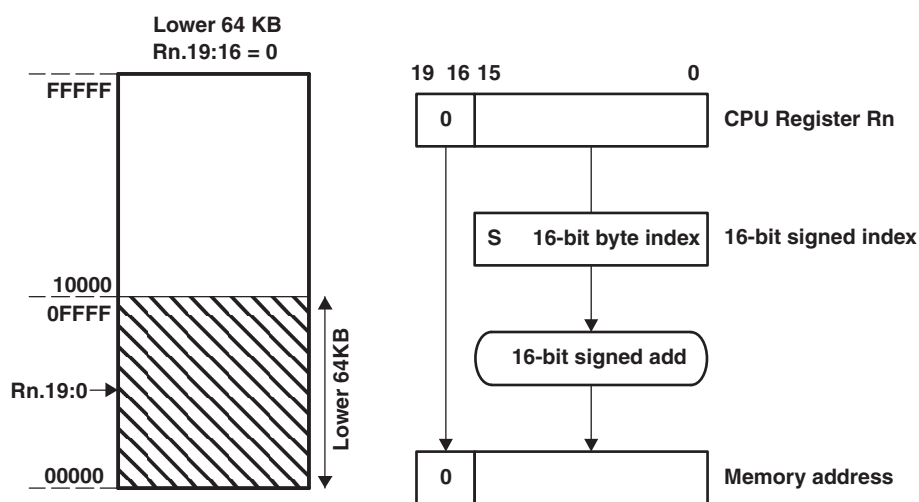 Lower 64 KB
Rn.19:16 = 0
FFFFF
10000
0FFFF
Rn.19:0
00000
Lower 64KB
19 16 15 0
0
CPU Register Rn
S 16-bit byte index
16-bit signed index
16-bit signed add
0
Memory address